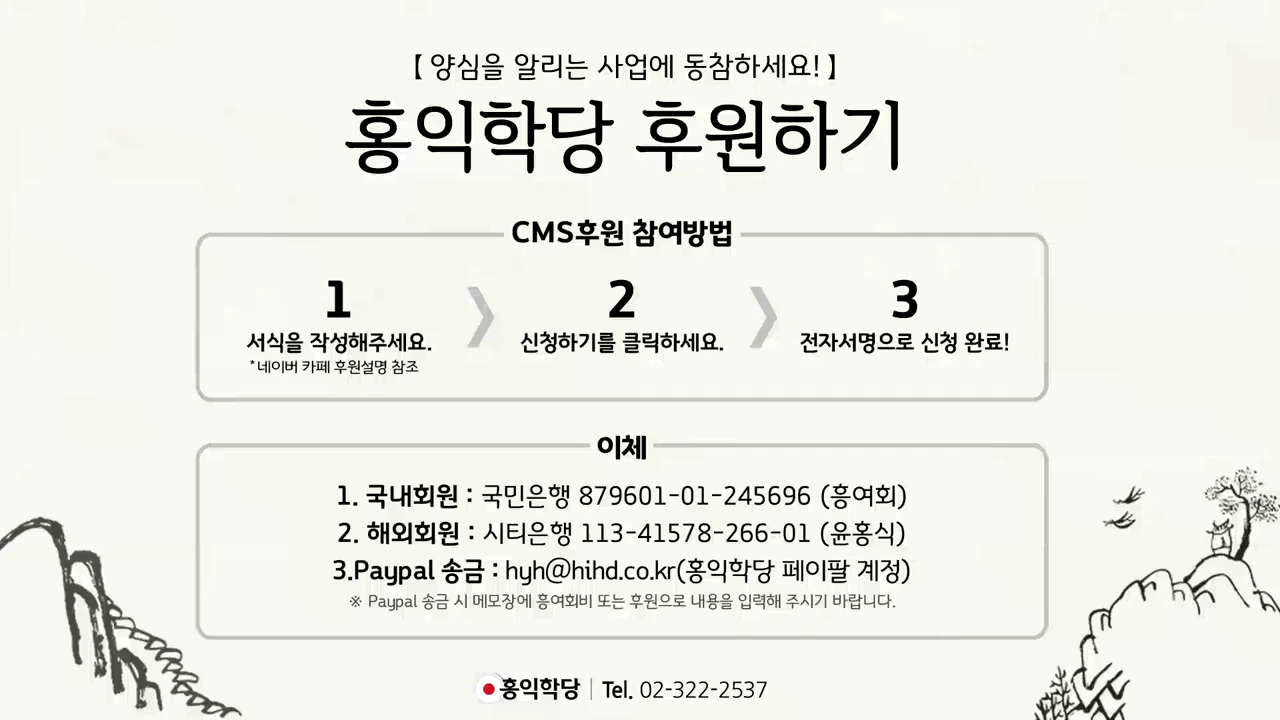 【 양심을 알리는 사업에 동참하세요! 】
홍익학당 후원하기
CMS후원 참여방법
1
서식을 작성해주세요.
*네이버 카페 후원설명 참조
2
신청하기를 클릭하세요.
3
전자서명으로 신청 완료!
이체
1. 국내회원 : 국민은행 879601-01-245696 (흥여회)
2. 해외회원 : 시티은행 113-41578-266-01 (윤홍식)
3.Paypal 송금 : hyh@hihd.co.kr(홍익학당 페이팔 계정)
※ Paypal 송금 시 메모장에 흥여회비 또는 후원으로 내용을 입력해 주시기 바랍니다.
홍익학당 | Tel. 02-322-2537